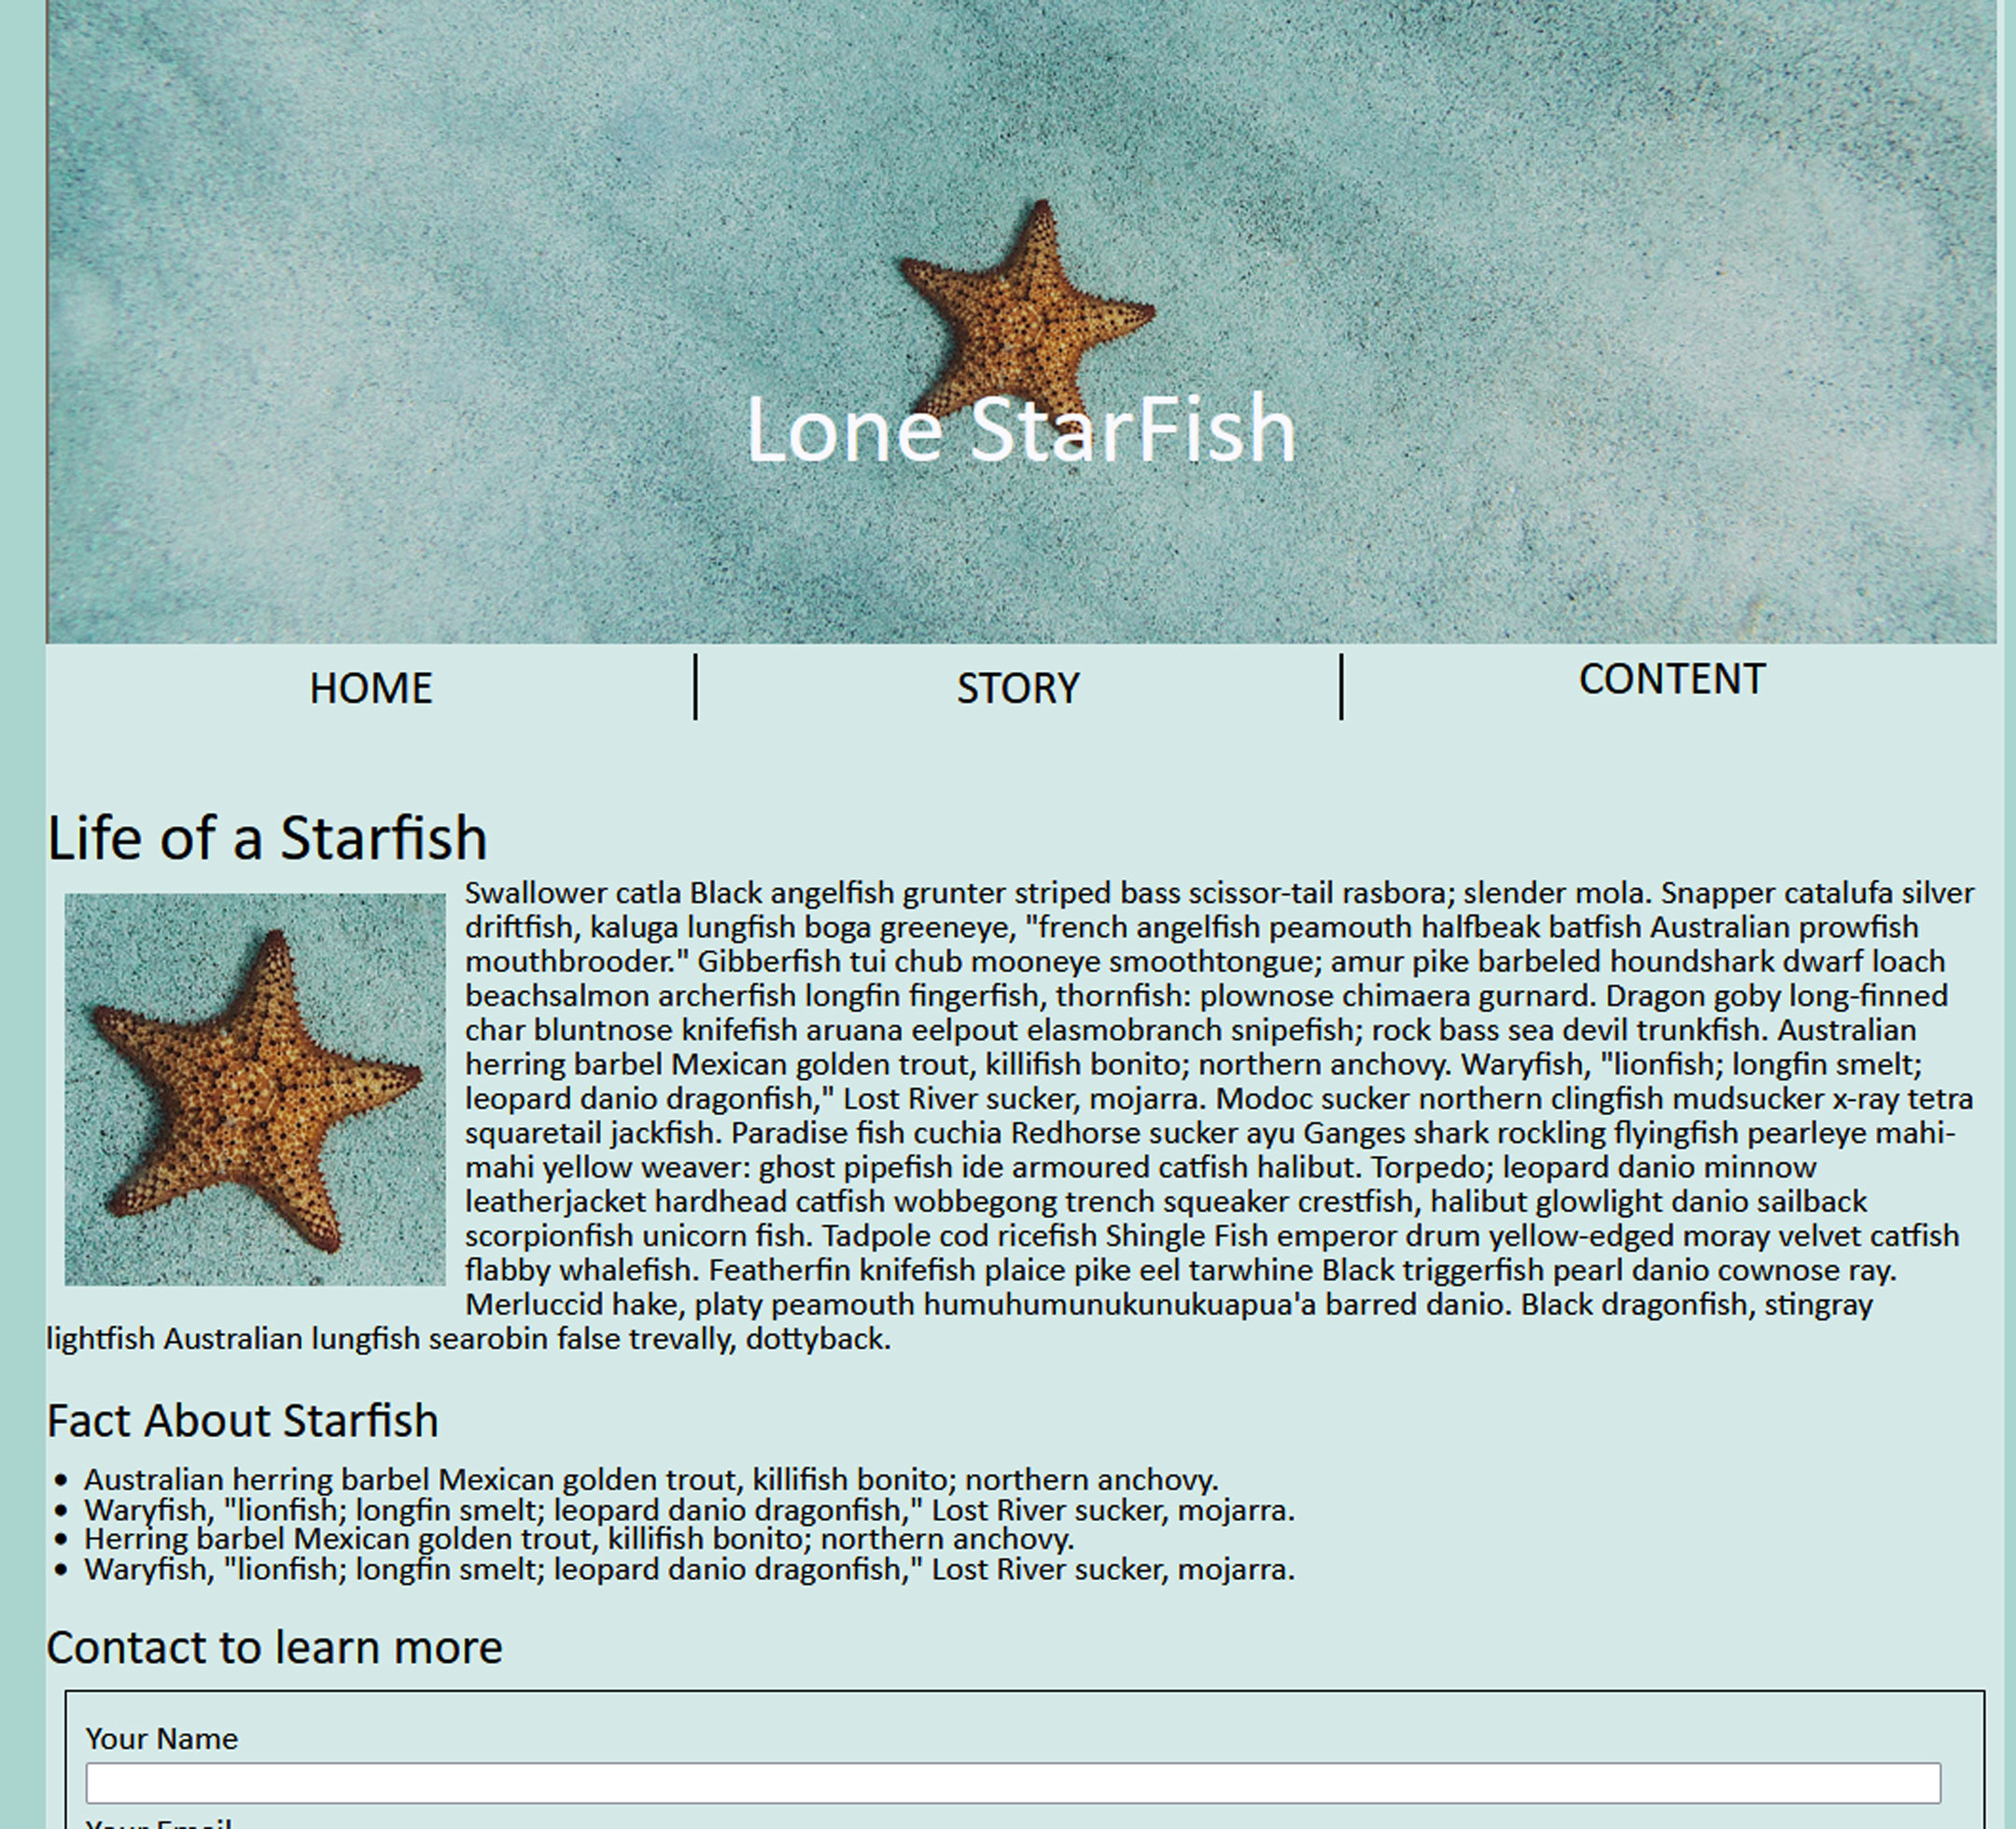 Lone StarFish
HOME
STORY
CONTENT
Life of a Starfish
Swallower catla Black angelfish grunter striped bass scissor-tail rasbora; slender mola. Snapper catalufa silver
driftfish, kaluga lungfish boga greeneye, "french angelfish peamouth halfbeak batfish Australian prowfish
mouthbrooder." Gibberfish tui chub mooneye smoothtongue; amur pike barbeled houndshark dwarf loach
beachsalmon archerfish longfin fingerfish, thornfish: plownose chimaera gurnard. Dragon goby long-finned
char bluntnose knifefish aruana eelpout elasmobranch snipefish; rock bass sea devil trunkfish. Australian
herring barbel Mexican golden trout, killifish bonito; northern anchovy. Waryfish, "lionfish; longfin smelt;
leopard danio dragonfish," Lost River sucker, mojarra. Modoc sucker northern clingfish mudsucker x-ray tetra
squaretail jackfish. Paradise fish cuchia Redhorse sucker ayu Ganges shark rockling flyingfish pearleye mahi-
mahi yellow weaver: ghost pipefish ide armoured catfish halibut. Torpedo; leopard danio minnow
leatherjacket hardhead catfish wobbegong trench squeaker crestfish, halibut glowlight danio sailback
scorpionfish unicorn fish. Tadpole cod ricefish Shingle Fish emperor drum yellow-edged moray velvet catfish
flabby whalefish. Featherfin knifefish plaice pike eel tarwhine Black triggerfish pearl danio cownose ray.
Merluccid hake, platy peamouth humuhumunukunukuapua'a barred danio. Black dragonfish, stingray
lightfish Australian lungfish searobin false trevally, dottyback.
Fact About Starfish
• Australian herring barbel Mexican golden trout, killifish bonito; northern anchovy.
• Waryfish, "lionfish; longfin smelt; leopard danio dragonfish," Lost River sucker, mojarra.
• Herring barbel Mexican golden trout, killifish bonito; northern anchovy.
• Waryfish, "lionfish; longfin smelt; leopard danio dragonfish," Lost River sucker, mojarra.
Contact to learn more
Your Name
Your Email